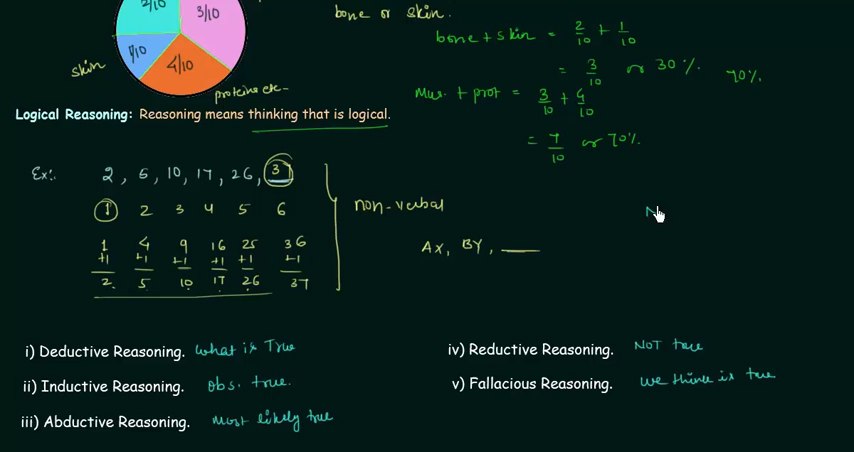 2/10
3/10
1/10
4/10
skin
proteins etc-
bone or skin.
bone + skin = 2/10 + 1/10
= 3/10 or 30%.
70%.
Mus. + prot = 3/10 + 4/10
= 7/10 or 70%.
Logical Reasoning: Reasoning means thinking that is logical.
Ex:. 2, 5, 10, 17, 26, 37
1 2 3 4 5 6
1 4 9 16 25 36
+1 +1 +1 +1 +1 +1
2 5 10 17 26 37
non-verbal
AX, BY, ___
i) Deductive Reasoning. what is True
ii) Inductive Reasoning. Obs. true.
iii) Abductive Reasoning. Most likely true
iv) Reductive Reasoning. NOT true
v) Fallacious Reasoning. we think is true